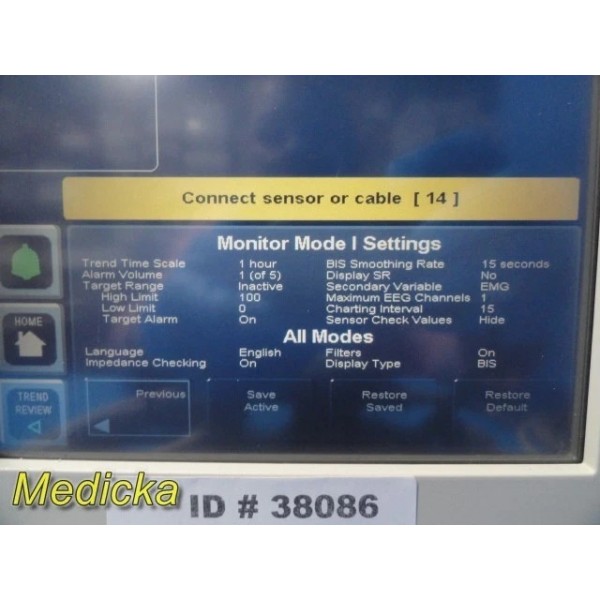 Connect sensor or cable [ 14 ]
Monitor Mode I Settings
Trend Time Scale 1 hour BIS Smoothing Rate 15 seconds
Alarm Volume 1 (of 5) Display SR No
Target Range Inactive Secondary Variable EMG
High Limit 100 Maximum EEG Channels 1
Low Limit 0 Charting Interval 15
Target Alarm On Sensor Check Values Hide
All Modes
Language English Filters On
Impedance Checking On Display Type BIS
HOME
TREND
REVIEW
Previous
Save
Active
Restore
Saved
Restore
Default
Medicka
ID # 38086